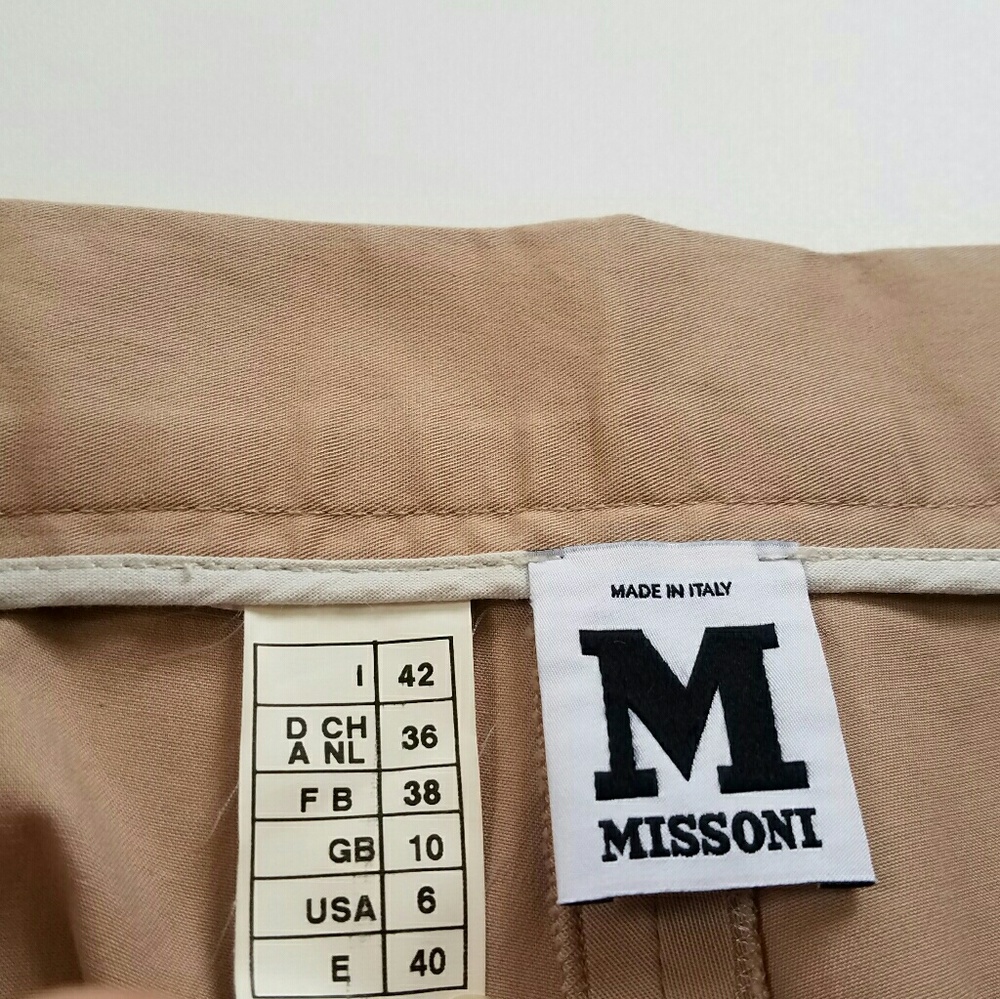 I 42
D CH
A NL 36
F B 38
GB 10
USA 6
E 40
MADE IN ITALY
M
MISSONI